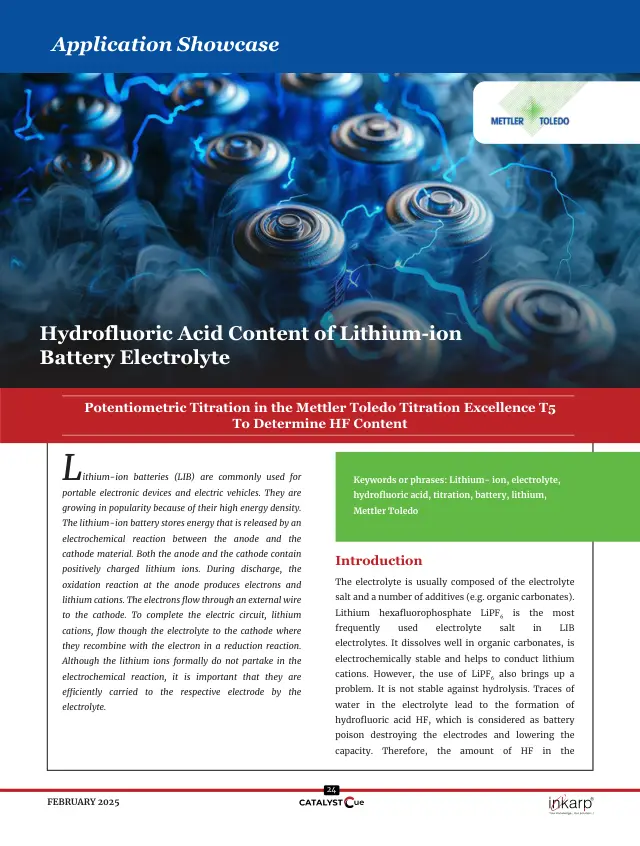 Application Showcase
METTLER TOLEDO
Hydrofluoric Acid Content of Lithium-ion
Battery Electrolyte
Potentiometric Titration in the Mettler Toledo Titration Excellence T5
To Determine HF Content
Lithium-ion batteries (LIB) are commonly used for
portable electronic devices and electric vehicles. They are
growing in popularity because of their high energy density.
The lithium-ion battery stores energy that is released by an
electrochemical reaction between the anode and the
cathode material. Both the anode and the cathode contain
positively charged lithium ions. During discharge, the
oxidation reaction at the anode produces electrons and
lithium cations. The electrons flow through an external wire
to the cathode. To complete the electric circuit, lithium
cations, flow though the electrolyte to the cathode where
they recombine with the electron in a reduction reaction.
Although the lithium ions formally do not partake in the
electrochemical reaction, it is important that they are
efficiently carried to the respective electrode by the
electrolyte.
Keywords or phrases: Lithium- ion, electrolyte,
hydrofluoric acid, titration, battery, lithium,
Mettler Toledo
Introduction
The electrolyte is usually composed of the electrolyte
salt and a number of additives (e.g. organic carbonates).
Lithium hexafluorophosphate LiPF₆ is the most
frequently used electrolyte salt in LIB
electrolytes. It dissolves well in organic carbonates, is
electrochemically stable and helps to conduct lithium
cations. However, the use of LiPF₆ also brings up a
problem. It is not stable against hydrolysis. Traces of
water in the electrolyte lead to the formation of
hydrofluoric acid HF, which is considered as battery
poison destroying the electrodes and lowering the
capacity. Therefore, the amount of HF in the
FEBRUARY 2025
24
CATALYST Cue
inkarp®